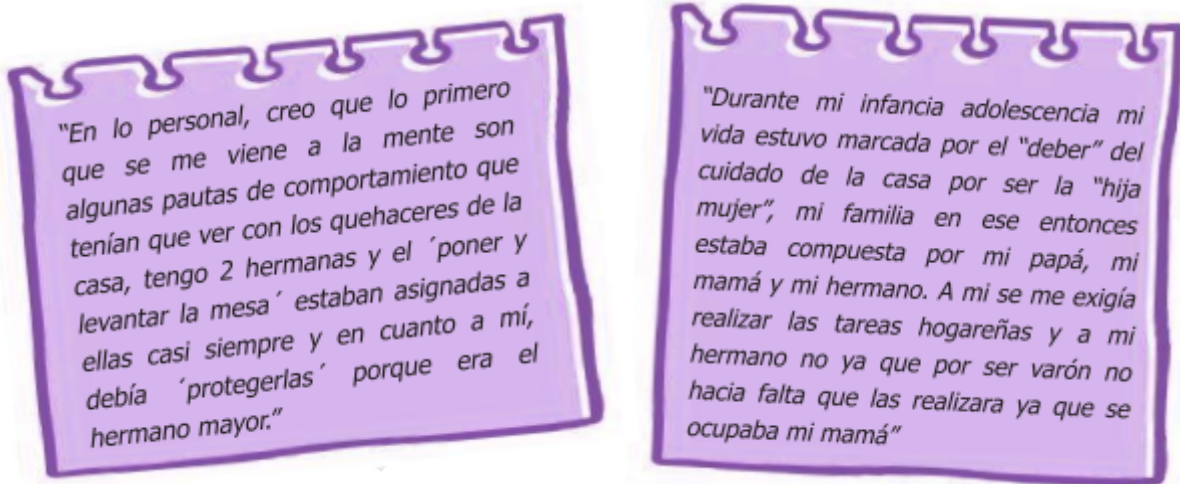 “En lo personal, creo que lo primero
que se me viene a la mente son
algunas pautas de comportamiento que
tenían que ver con los quehaceres de la
casa, tengo 2 hermanas y el ´poner y
levantar la mesa´ estaban asignadas a
ellas casi siempre y en cuanto a mí,
debía ´protegerlas´ porque era el
hermano mayor.”
“Durante mi infancia adolescencia mi
vida estuvo marcada por el “deber” del
cuidado de la casa por ser la “hija
mujer”, mi familia en ese entonces
estaba compuesta por mi papá, mi
mamá y mi hermano. A mi se me exigía
realizar las tareas hogareñas y a mi
hermano no ya que por ser varón no
hacia falta que las realizara ya que se
ocupaba mi mamá”